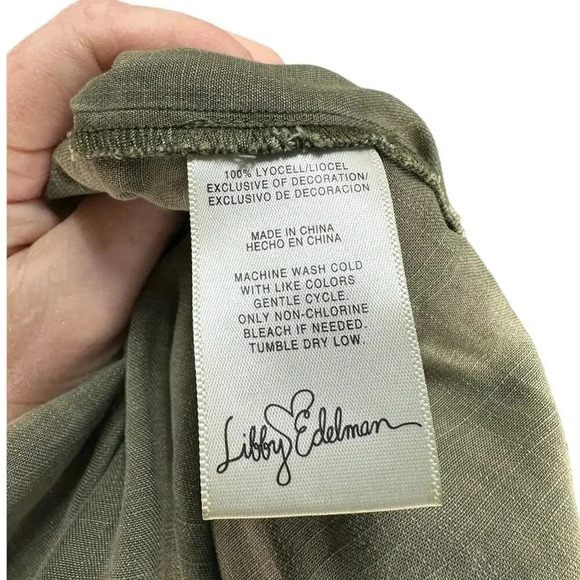 100% LYOCELL/LIOCEL
EXCLUSIVE OF DECORATION/
EXCLUSIVO DE DECORACION
MADE IN CHINA
HECHO EN CHINA
MACHINE WASH COLD
WITH LIKE COLORS
GENTLE CYCLE.
ONLY NON-CHLORINE
BLEACH IF NEEDED.
TUMBLE DRY LOW.
Libby Edelman